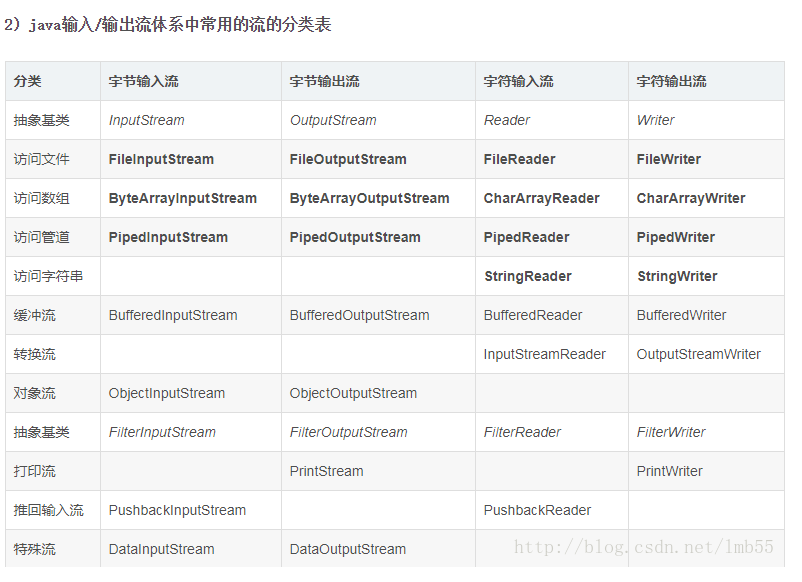 2）java输入/输出流体系中常用的流的分类表
分类 字节输入流 字节输出流 字符输入流 字符输出流
抽象基类 InputStream OutputStream Reader Writer
访问文件 FileInputStream FileOutputStream FileReader FileWriter
访问数组 ByteArrayInputStream ByteArrayOutputStream CharArrayReader CharArrayWriter
访问管道 PipedInputStream PipedOutputStream PipedReader PipedWriter
访问字符串 StringReader StringWriter
缓冲流 BufferedInputStream BufferedOutputStream BufferedReader BufferedWriter
转换流 InputStreamReader OutputStreamWriter
对象流 ObjectInputStream ObjectOutputStream
抽象基类 FilterInputStream FilterOutputStream FilterReader FilterWriter
打印流 PrintStream PrintWriter
推回输入流 PushbackInputStream PushbackReader
特殊流 DataInputStream DataOutputStream
http://blog.csdn.net/lmb55